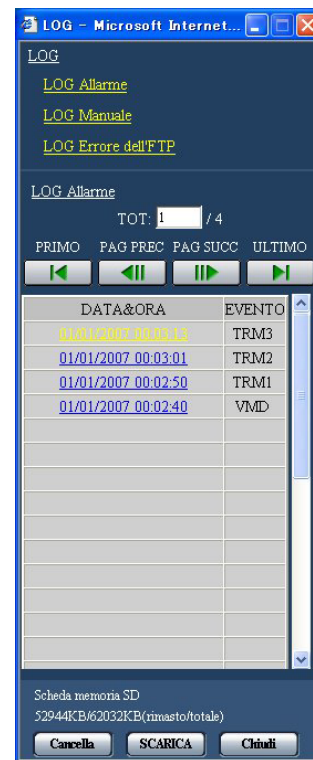 LOG - Microsoft Internet...
LOG
LOG Allarme
LOG Manuale
LOG Errore dell'FTP
LOG Allarme
TOT: 1 / 4
PRIMO PAG PREC PAG SUCC ULTIMO
DATA&ORA EVENTO
01/01/2007 00:03:13 TRM3
01/01/2007 00:03:01 TRM2
01/01/2007 00:02:50 TRM1
01/01/2007 00:02:40 VMD
Scheda memoria SD
52944KB/62032KB(rimasto/totale)
Cancella SCARICA Chiudi